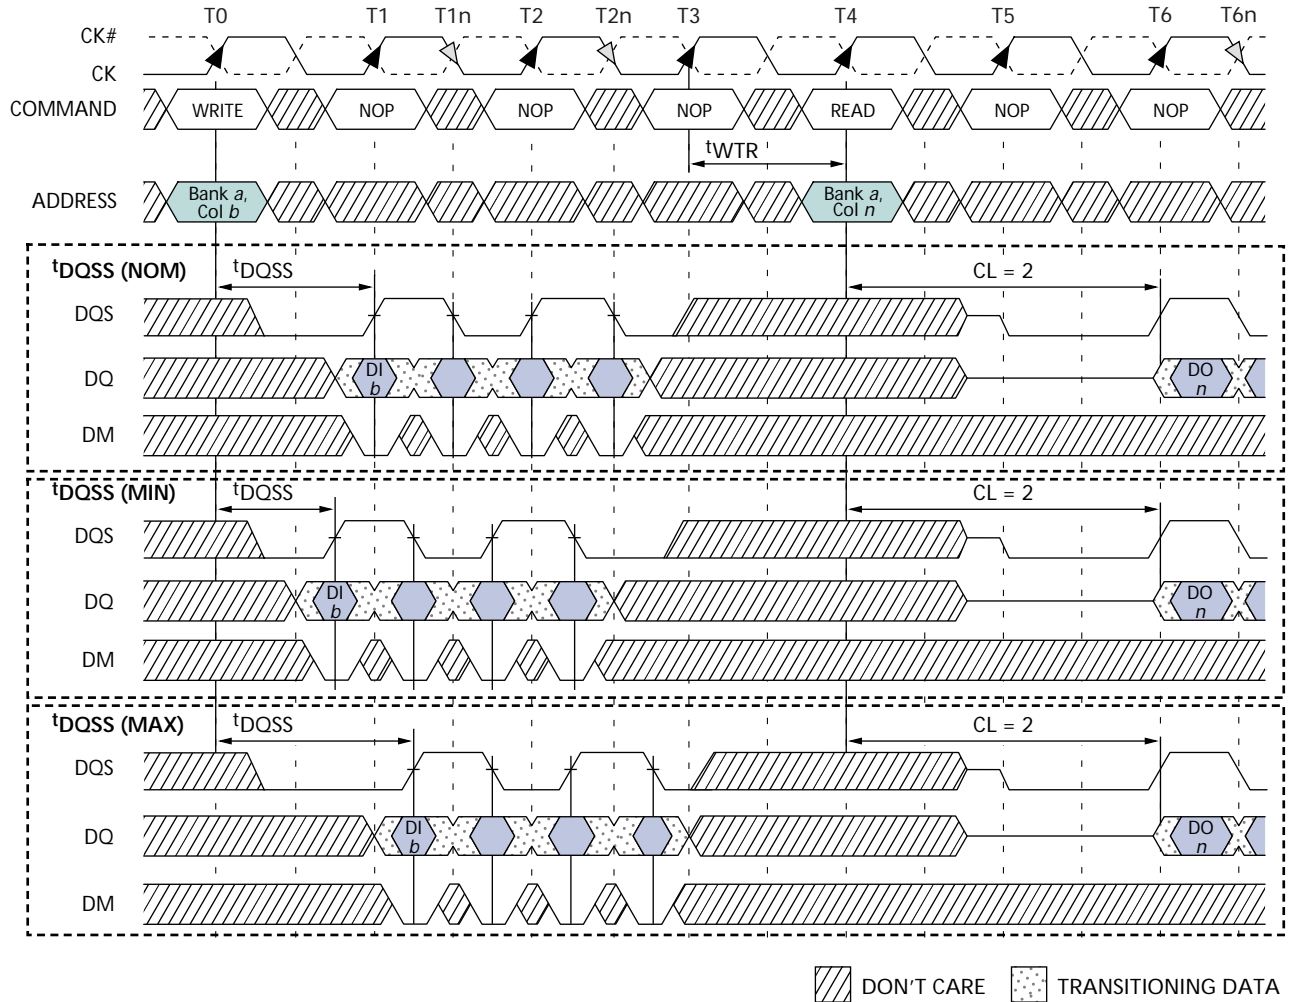 T0 T1 T1n T2 T2n T3 T4 T5 T6 T6n
CK#
CK
COMMAND WRITE NOP NOP NOP READ NOP NOP
tWTR
ADDRESS Bank a, Col b Bank a, Col n
tDQSS (NOM) tDQSS CL = 2
DQS
DQ DI b DO n
DM
tDQSS (MIN) tDQSS CL = 2
DQS
DQ DI b DO n
DM
tDQSS (MAX) tDQSS CL = 2
DQS
DQ DI b DO n
DM
DON'T CARE TRANSITIONING DATA